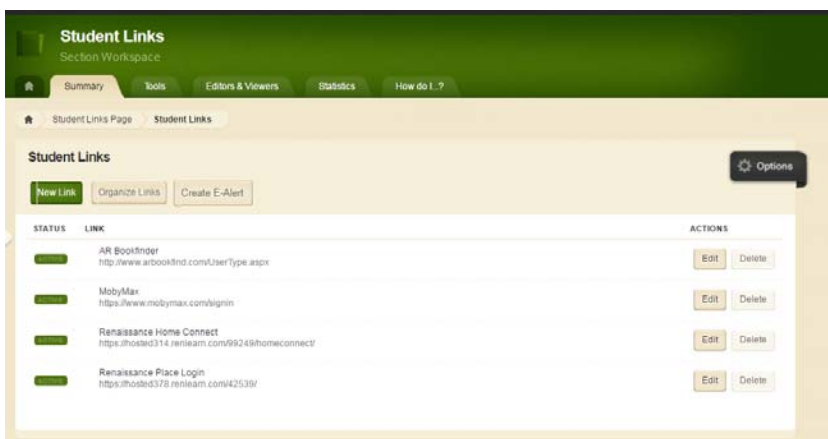 Student Links
Section Workspace
Summary Tools Editors & Viewers Statistics How do I...?
Student Links Page Student Links
Student Links
Options
New Link Organize Links Create E-Alert
STATUS LINK ACTIONS
AR Bookfinder
ACTIVE http://www.arbookfind.com/UserType.aspx Edit Delete
MobyMax
ACTIVE https://www.mobymax.com/signin Edit Delete
Renaissance Home Connect
ACTIVE https://hosted314.renlearn.com/99249/homeconnect/ Edit Delete
Renaissance Place Login
ACTIVE https://hosted378.renlearn.com/42539/ Edit Delete